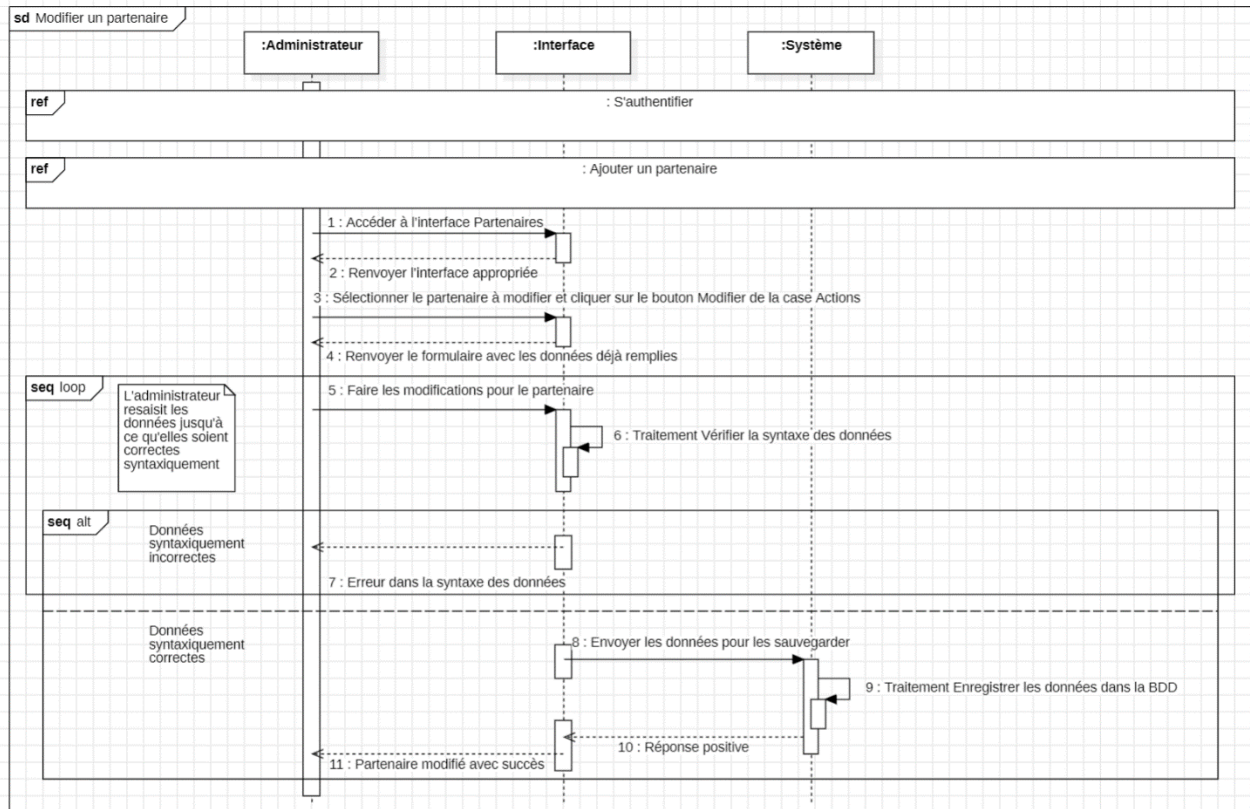 sd Modifier un partenaire
:Administrateur
:Interface
:Système
ref
: S'authentifier
ref
: Ajouter un partenaire
1 : Accéder à l'interface Partenaires
2 : Renvoyer l'interface appropriée
3 : Sélectionner le partenaire à modifier et cliquer sur le bouton Modifier de la case Actions
4 : Renvoyer le formulaire avec les données déjà remplies
seq loop
L'administrateur
resaisit les
données jusqu'à
ce qu'elles soient
correctes
syntaxiquement
5 : Faire les modifications pour le partenaire
6 : Traitement Vérifier la syntaxe des données
seq alt
Données
syntaxiquement
incorrectes
7 : Erreur dans la syntaxe des données
Données
syntaxiquement
correctes
8 : Envoyer les données pour les sauvegarder
9 : Traitement Enregistrer les données dans la BDD
10 : Réponse positive
11 : Partenaire modifié avec succès